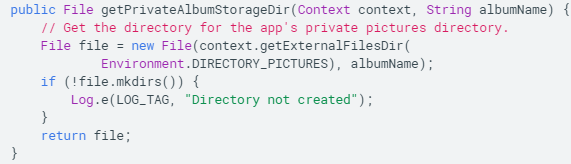 public File getPrivateAlbumStorageDir(Context context, String albumName) {
    // Get the directory for the app's private pictures directory.
    File file = new File(context.getExternalFilesDir(
            Environment.DIRECTORY_PICTURES), albumName);
    if (!file.mkdirs()) {
        Log.e(LOG_TAG, "Directory not created");
    }
    return file;
}